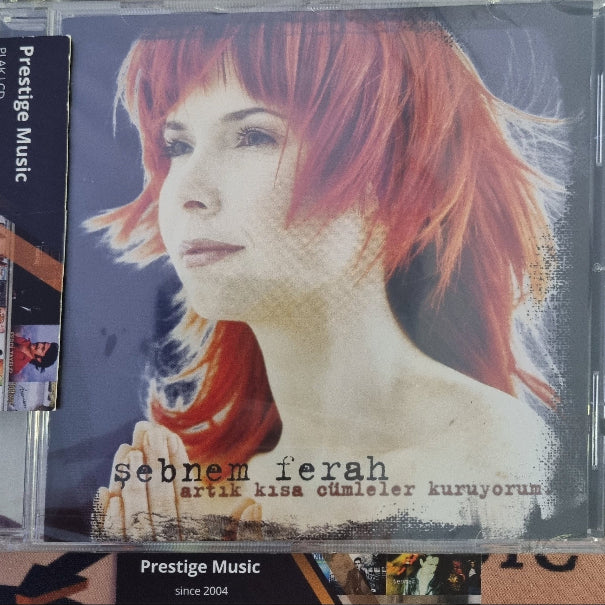 Prestige Music
PLAK | CD
şebnem ferah
artık kısa cümleler kuruyorum
Prestige Music
since 2004